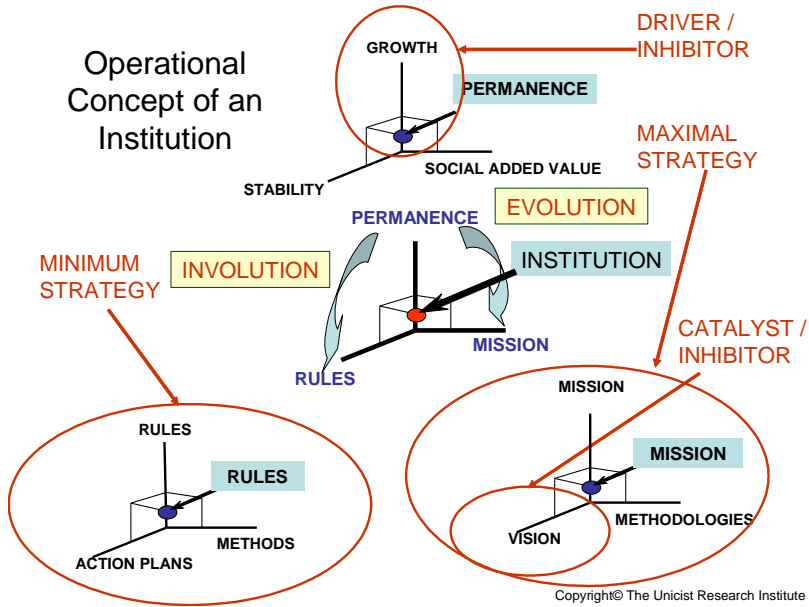 Operational
Concept of an
Institution
GROWTH
DRIVER /
INHIBITOR
PERMANENCE
SOCIAL ADDED VALUE
STABILITY
MAXIMAL
STRATEGY
PERMANENCE
EVOLUTION
INVOLUTION
INSTITUTION
MINIMUM
STRATEGY
MISSION
RULES
CATALYST /
INHIBITOR
RULES
RULES
METHODS
ACTION PLANS
MISSION
MISSION
METHODOLOGIES
VISION
Copyright© The Unicist Research Institute